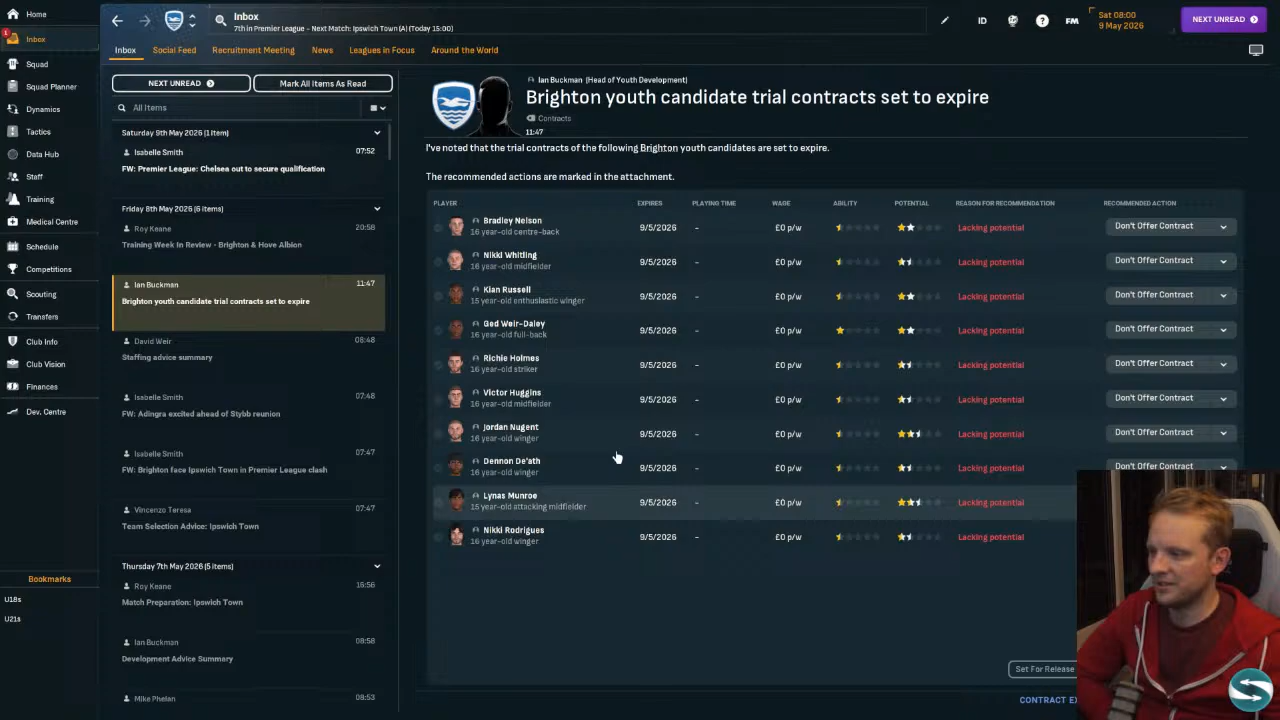 Home
Inbox
Squad
Squad Planner
Dynamics
Tactics
Data Hub
Staff
Training
Medical Centre
Schedule
Competitions
Scouting
Transfers
Club Info
Club Vision
Finances
Dev. Centre
Bookmarks
U18s
U21s
1
Inbox
7th in Premier League - Next Match: Ipswich Town (A) (Today 15:00)
ID
FM
Sat 08:00
9 May 2026
NEXT UNREAD
Inbox Social Feed Recruitment Meeting News Leagues in Focus Around the World
NEXT UNREAD
Mark All Items As Read
All Items
Saturday 9th May 2026 (1 Item)
Isabelle Smith 07:52
FW: Premier League: Chelsea out to secure qualification
Friday 8th May 2026 (6 items)
Roy Keane 20:58
Training Week In Review - Brighton & Hove Albion
Ian Buckman 11:47
Brighton youth candidate trial contracts set to expire
David Weir 08:48
Staffing advice summary
Isabelle Smith 07:48
FW: Adingra excited ahead of Stybb reunion
Isabelle Smith 07:47
FW: Brighton face Ipswich Town in Premier League clash
Vincenzo Teresa 07:47
Team Selection Advice: Ipswich Town
Thursday 7th May 2026 (5 items)
Roy Keane 16:56
Match Preparation: Ipswich Town
Ian Buckman 08:58
Development Advice Summary
Mike Phelan 08:53
Ian Buckman (Head of Youth Development)
Brighton youth candidate trial contracts set to expire
Contracts
11:47
I've noted that the trial contracts of the following Brighton youth candidates are set to expire.
The recommended actions are marked in the attachment.
PLAYER EXPIRES PLAYING TIME WAGE ABILITY POTENTIAL REASON FOR RECOMMENDATION RECOMMENDED ACTION
Bradley Nelson
16 year-old centre-back
9/5/2026 - £0 p/w Lacking potential Don't Offer Contract
Nikki Whitling
16 year-old midfielder
9/5/2026 - £0 p/w Lacking potential Don't Offer Contract
Kian Russell
16 year-old enthusiastic winger
9/5/2026 - £0 p/w Lacking potential Don't Offer Contract
Ged Weir-Daley
16 year-old full-back
9/5/2026 - £0 p/w Lacking potential Don't Offer Contract
Richie Holmes
16 year-old striker
9/5/2026 - £0 p/w Lacking potential Don't Offer Contract
Victor Huggins
16 year-old midfielder
9/5/2026 - £0 p/w Lacking potential Don't Offer Contract
Jordan Nugent
16 year-old winger
9/5/2026 - £0 p/w Lacking potential Don't Offer Contract
Dennon De'ath
16 year-old winger
9/5/2026 - £0 p/w Lacking potential Don't Offer Contract
Lynas Munroe
15 year-old attacking midfielder
9/5/2026 - £0 p/w Lacking potential
Nikki Rodrigues
16 year-old winger
9/5/2026 - £0 p/w Lacking potential
Set For Release
CONTRACT EX